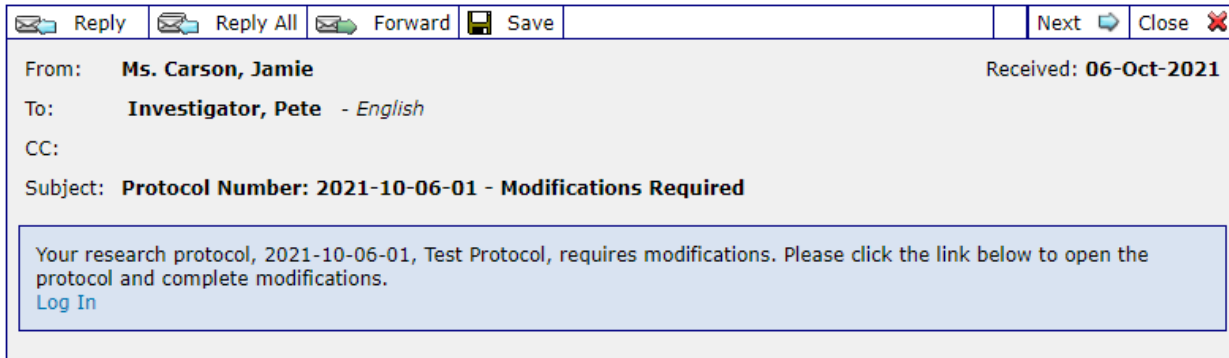 Reply Reply All Forward Save Next Close
From: Ms. Carson, Jamie Received: 06-Oct-2021
To: Investigator, Pete - English
CC:
Subject: Protocol Number: 2021-10-06-01 - Modifications Required
Your research protocol, 2021-10-06-01, Test Protocol, requires modifications. Please click the link below to open the
protocol and complete modifications.
Log In